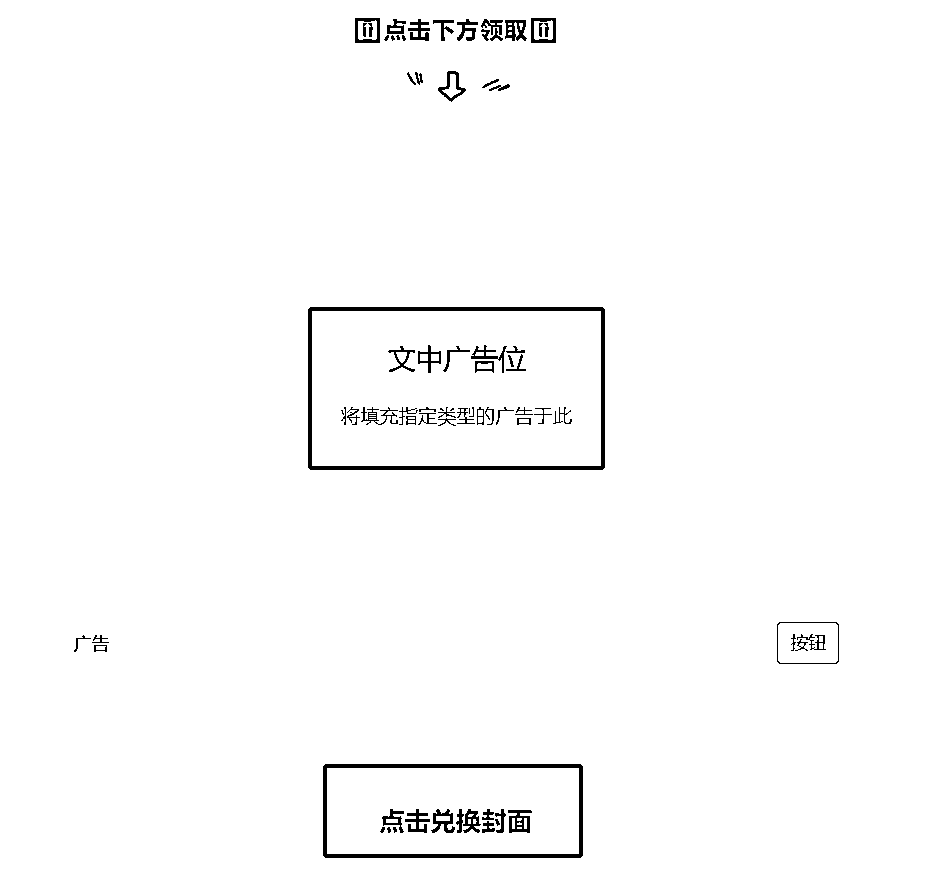 点击下方领取
文中广告位
将填充指定类型的广告于此
广告
按钮
点击兑换封面